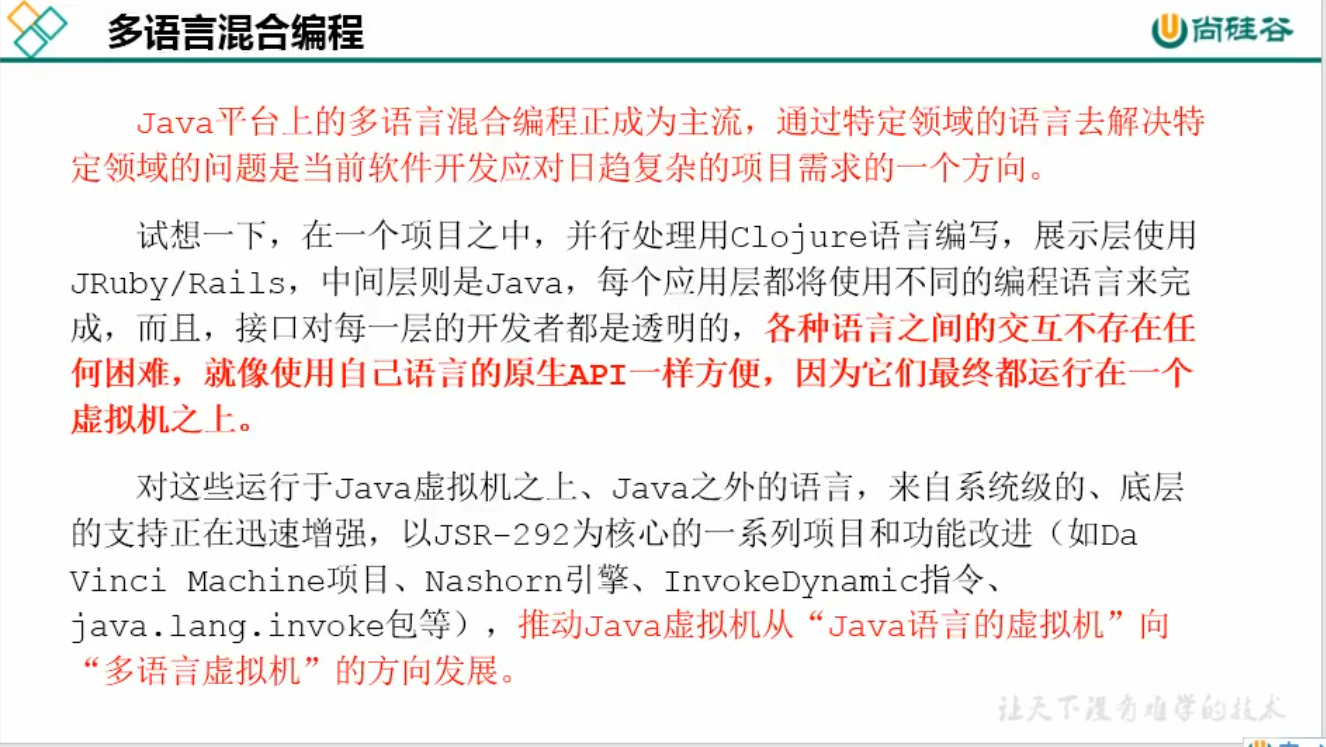 多语言混合编程
尚硅谷
Java平台上的多语言混合编程正成为主流，通过特定领域的语言去解决特
定领域的问题是当前软件开发应对日趋复杂的项目需求的一个方向。
试想一下，在一个项目之中，并行处理用Clojure语言编写，展示层使用
JRuby/Rails，中间层则是Java，每个应用层都将使用不同的编程语言来完
成，而且，接口对每一层的开发者都是透明的，各种语言之间的交互不存在任
何困难，就像使用自己语言的原生API一样方便，因为它们最终都运行在一个
虚拟机之上。
对这些运行于Java虚拟机之上、Java之外的语言，来自系统级的、底层
的支持正在迅速增强，以JSR-292为核心的一系列项目和功能改进（如Da
Vinci Machine项目、Nashorn引擎、InvokeDynamic指令、
java.lang.invoke包等），推动Java虚拟机从“Java语言的虚拟机”向
“多语言虚拟机”的方向发展。
让天下没有难学的技术